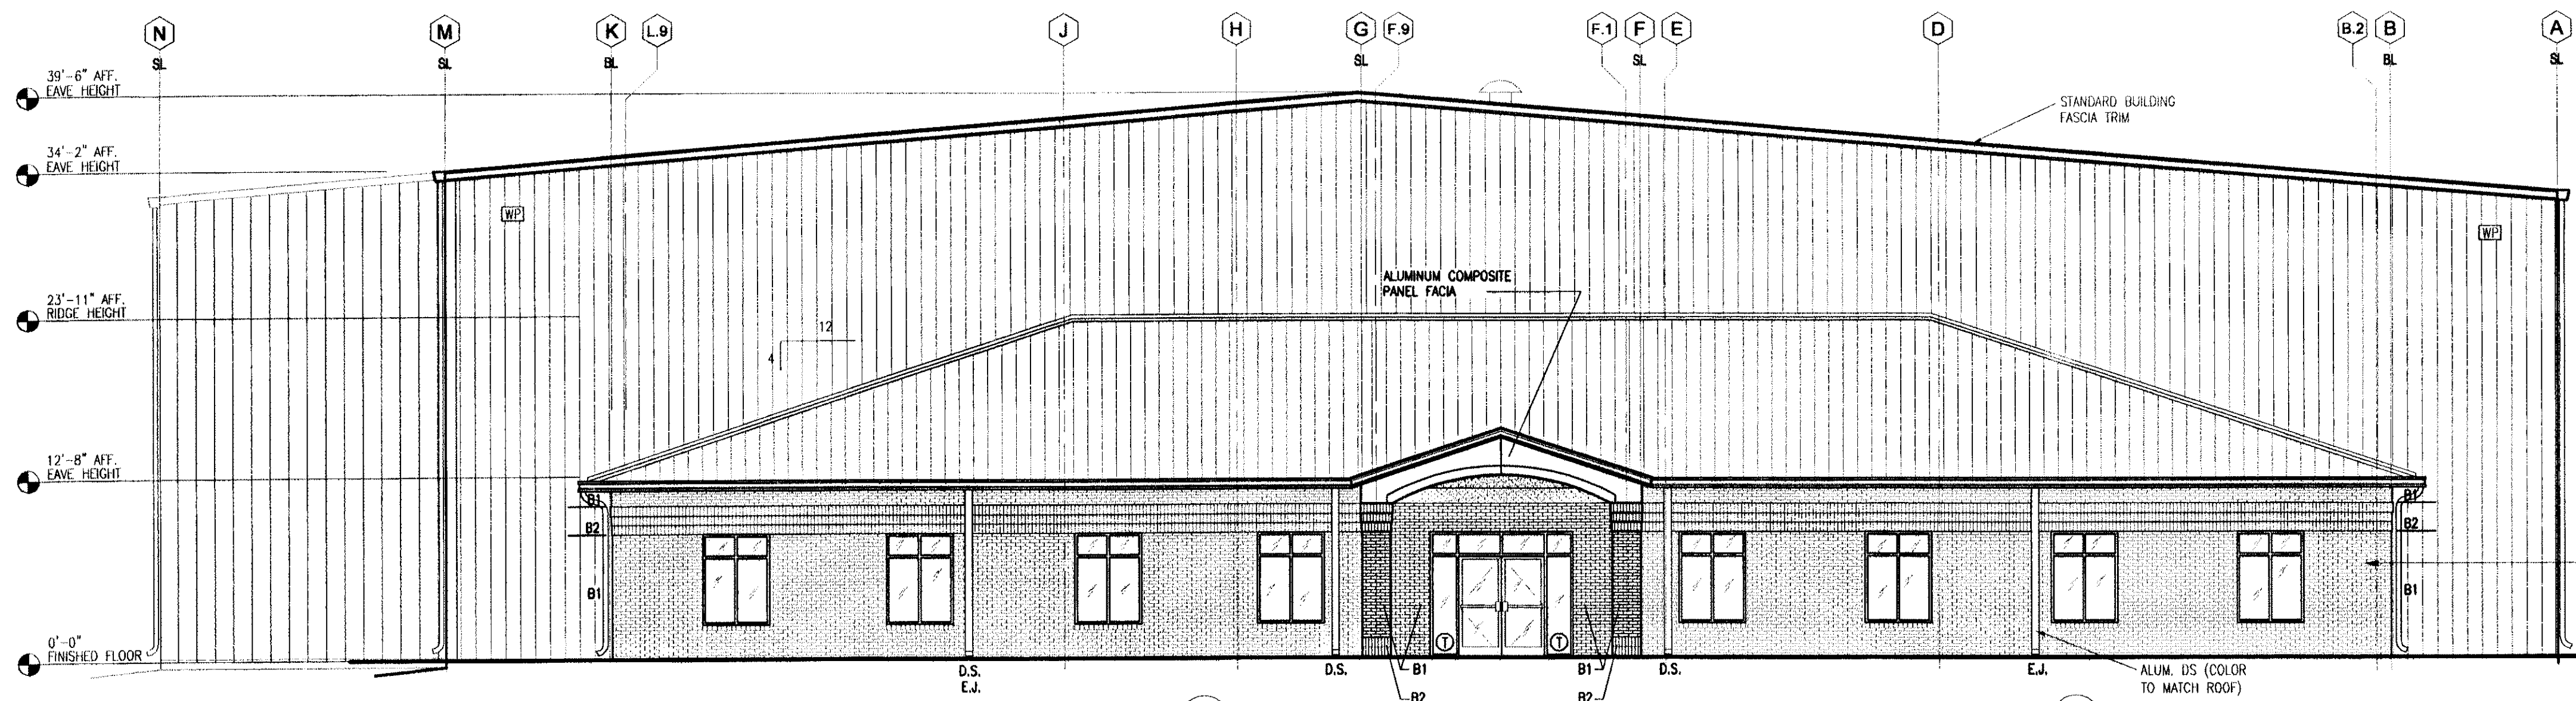 N
M
K
L.9
J
H
G
F.9
F.1
F
E
D
B.2
B
A
SL
SL
BL
SL
SL
BL
SL
39'-6" AFF.
EAVE HEIGHT
STANDARD BUILDING
FASCIA TRIM
34'-2" AFF.
EAVE HEIGHT
WP
WP
ALUMINUM COMPOSITE
PANEL FACIA
23'-11" AFF.
RIDGE HEIGHT
12
4
12'-8" AFF.
EAVE HEIGHT
B1
B1
B2
B2
B1
B1
0'-0"
FINISHED FLOOR
T
T
D.S.
E.J.
D.S.
B1
B2
B1
B2
D.S.
E.J.
ALUM. DS (COLOR
TO MATCH ROOF)